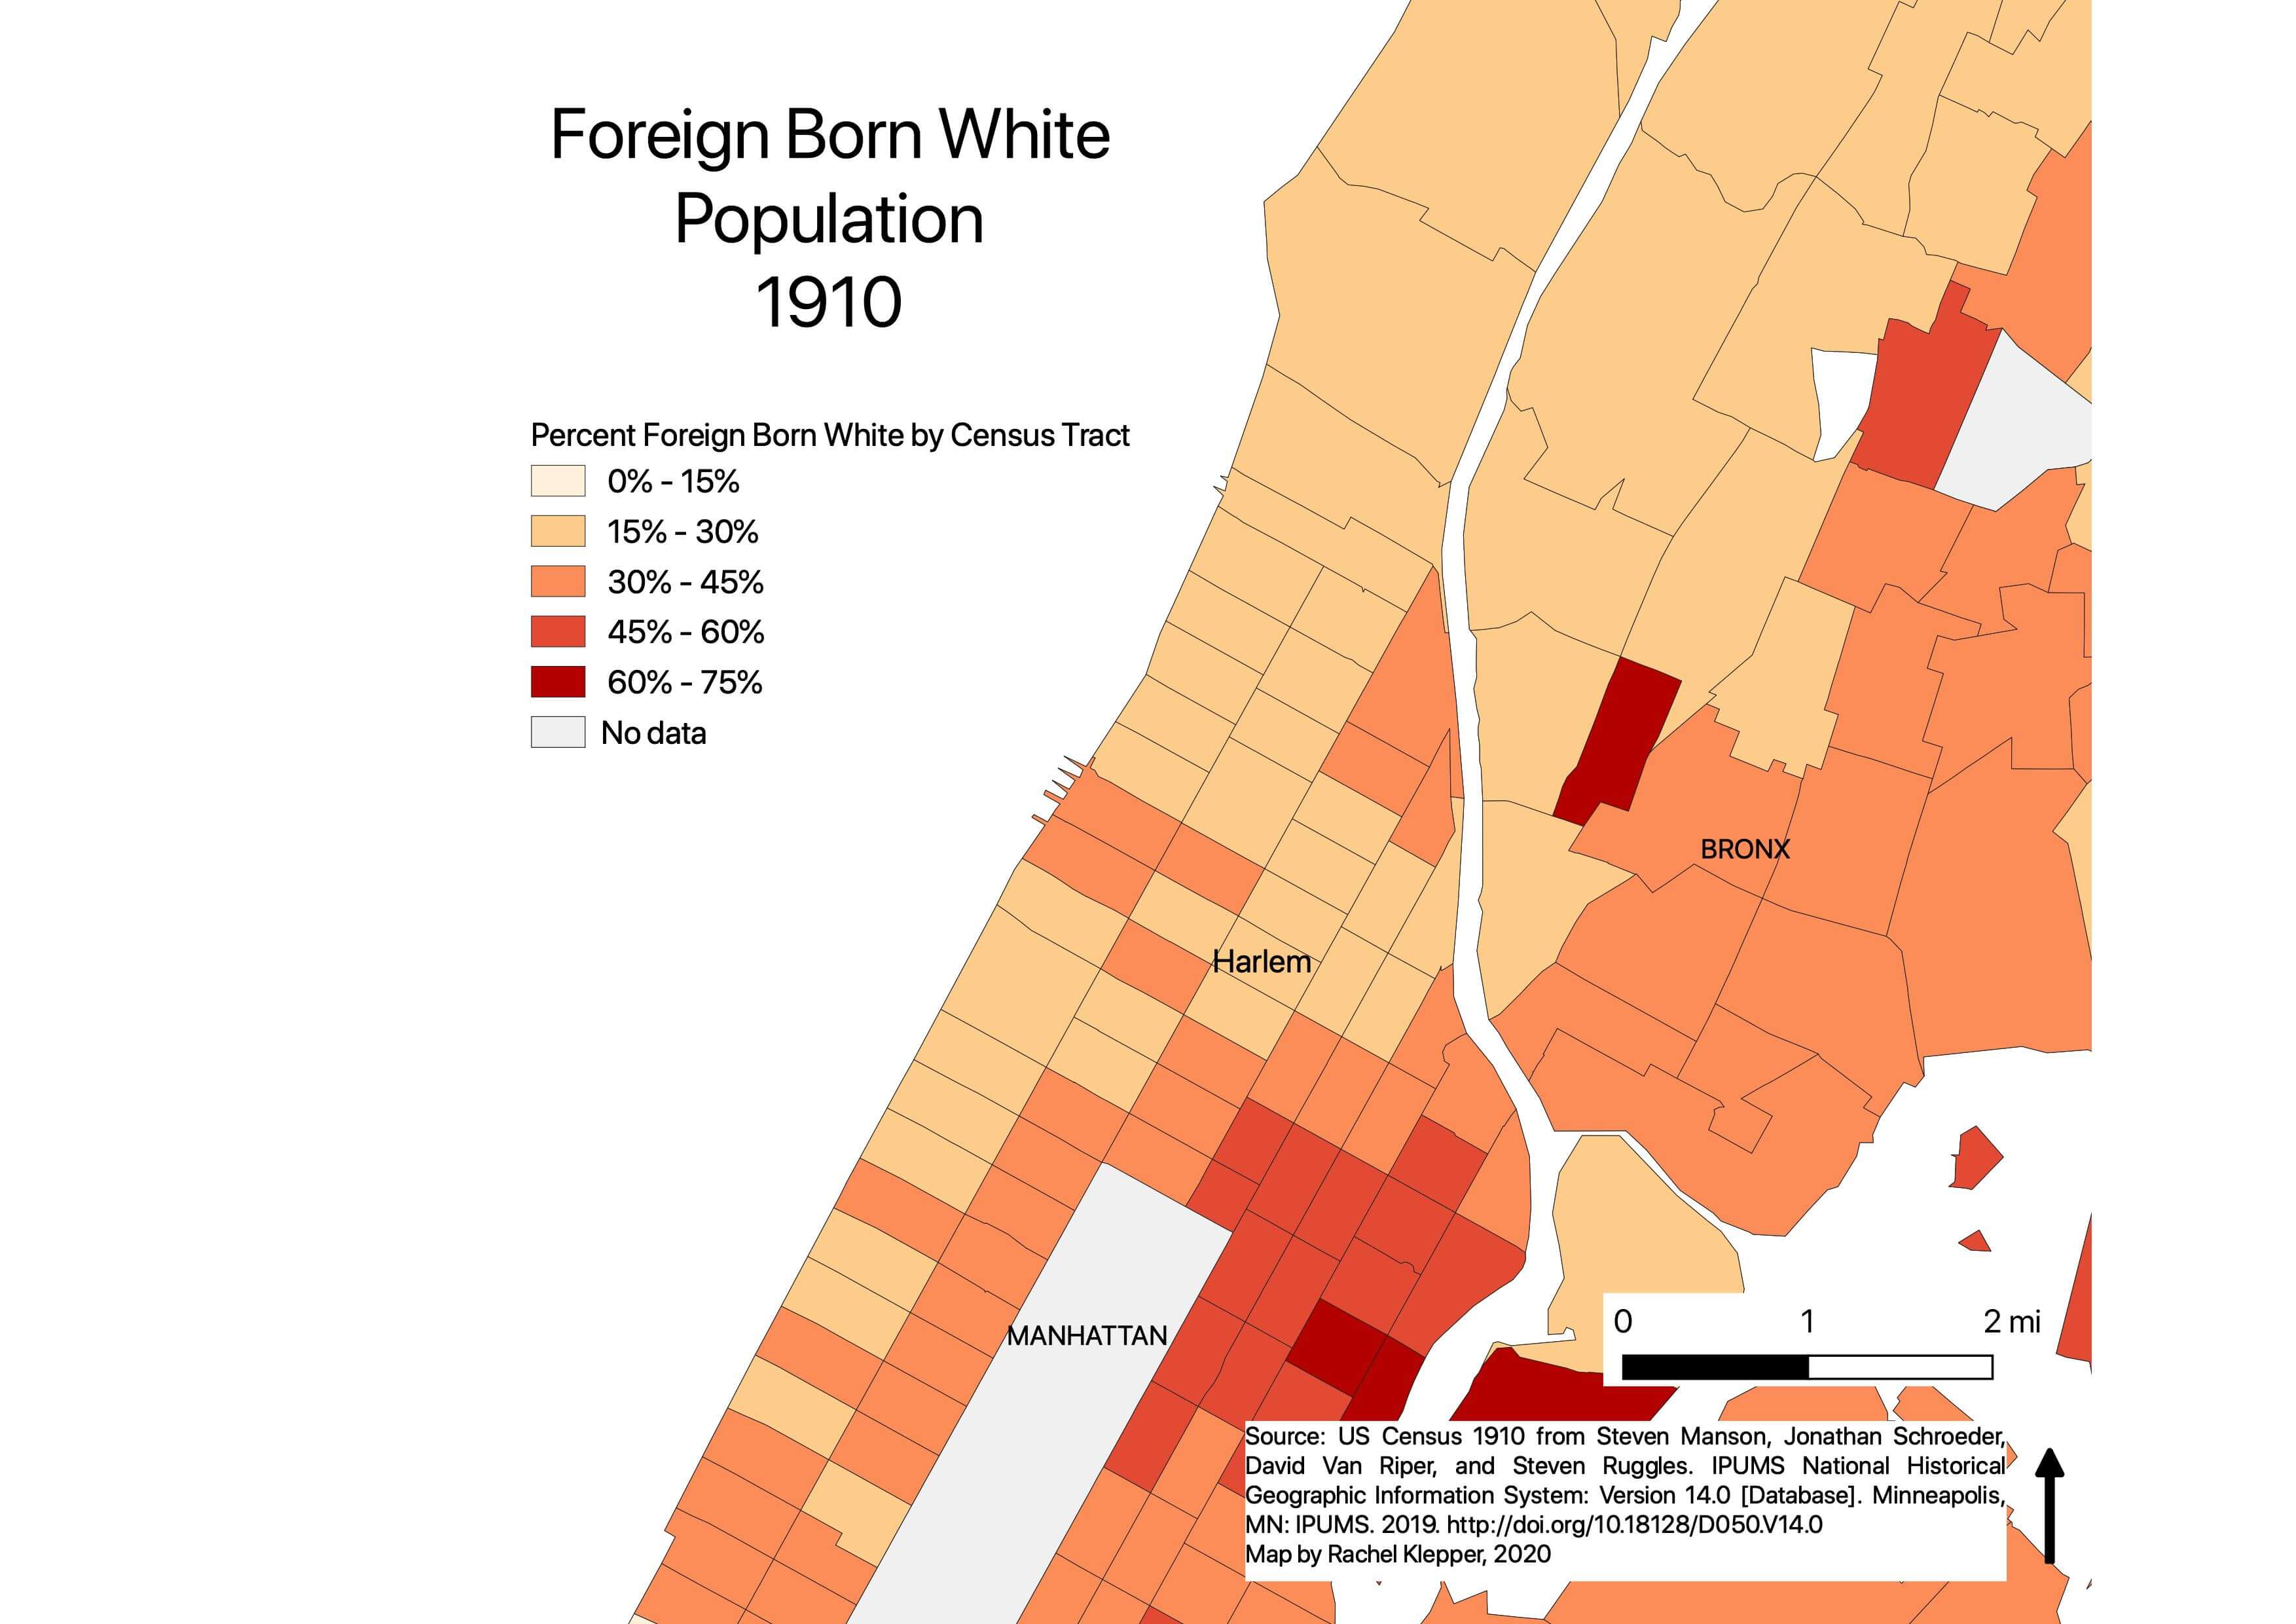 Foreign Born White
Population
1910
Percent Foreign Born White by Census Tract
0% - 15%
15% - 30%
30% - 45%
45% - 60%
60% - 75%
No data
BRONX
Harlem
MANHATTAN
0 1 2 mi
Source: US Census 1910 from Steven Manson, Jonathan Schroeder,
David Van Riper, and Steven Ruggles. IPUMS National Historical
Geographic Information System: Version 14.0 [Database]. Minneapolis,
MN: IPUMS. 2019. http://doi.org/10.18128/D050.V14.0
Map by Rachel Klepper, 2020